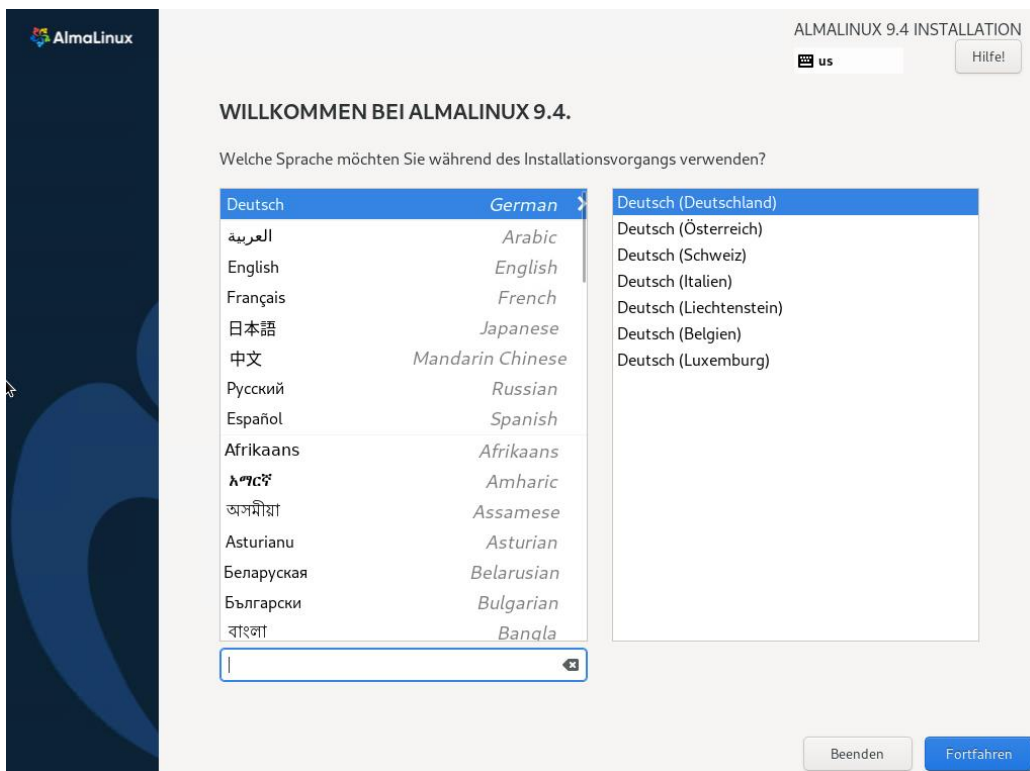 AlmaLinux
ALMALINUX 9.4 INSTALLATION
us
Hilfe!
WILLKOMMEN BEI ALMALINUX 9.4.
Welche Sprache möchten Sie während des Installationsvorgangs verwenden?
Deutsch German
العربية Arabic
English English
Français French
日本語 Japanese
中文 Mandarin Chinese
Русский Russian
Español Spanish
Afrikaans Afrikaans
አማርኛ Amharic
অসমীয়া Assamese
Asturianu Asturian
Беларуская Belarusian
Български Bulgarian
বাংলা Bangla
Deutsch (Deutschland)
Deutsch (Österreich)
Deutsch (Schweiz)
Deutsch (Italien)
Deutsch (Liechtenstein)
Deutsch (Belgien)
Deutsch (Luxemburg)
Beenden
Fortfahren